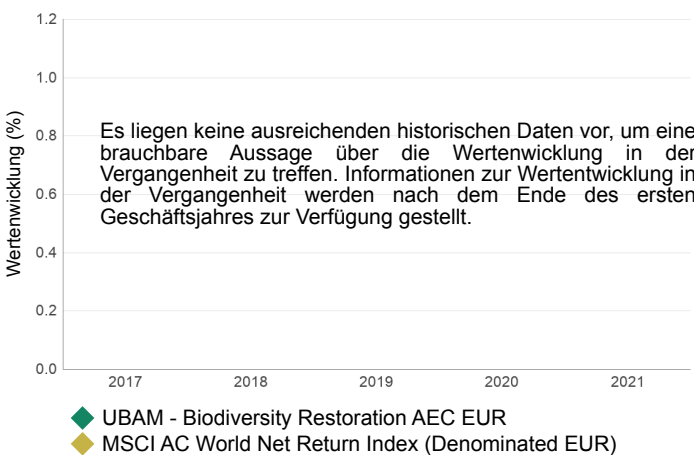 1.2
1.0
0.8
0.6
0.4
0.2
0.0
Wertenwicklung (%)
Es liegen keine ausreichenden historischen Daten vor, um eine
brauchbare Aussage über die Wertenwicklung in der
Vergangenheit zu treffen. Informationen zur Wertentwicklung in
der Vergangenheit werden nach dem Ende des ersten
Geschäftsjahres zur Verfügung gestellt.
2017 2018 2019 2020 2021
UBAM - Biodiversity Restoration AEC EUR
MSCI AC World Net Return Index (Denominated EUR)